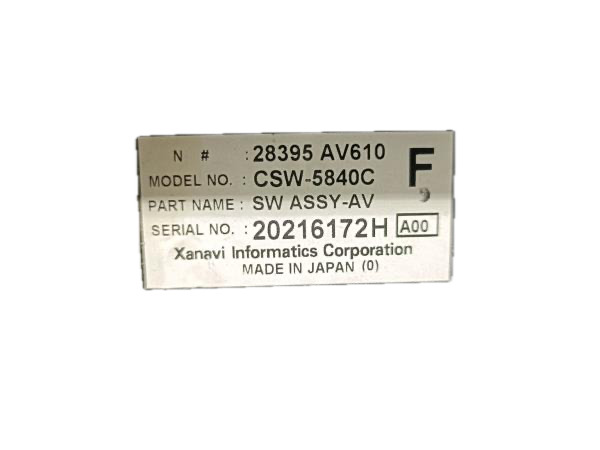 N # : 28395 AV610 F
MODEL NO. : CSW-5840C
PART NAME : SW ASSY-AV
SERIAL NO. : 20216172H A00
Xanavi Informatics Corporation
MADE IN JAPAN (0)